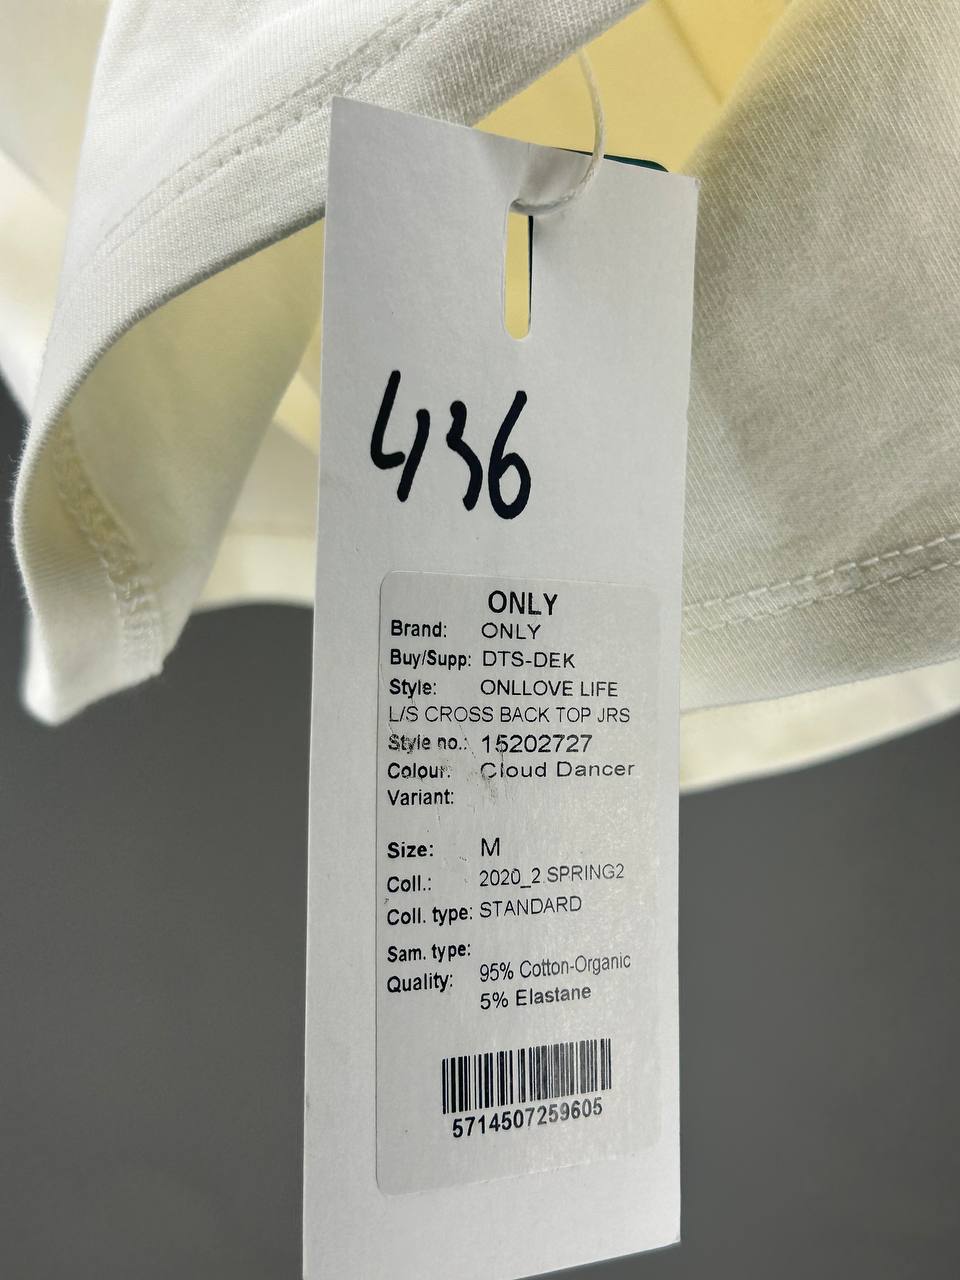 436
ONLY
Brand: ONLY
Buy/Supp: DTS-DEK
Style: ONLLOVE LIFE
L/S CROSS BACK TOP JRS
Style no.: 15202727
Colour: Cloud Dancer
Variant:
Size: M
Coll.: 2020_2 SPRING2
Coll. type: STANDARD
Sam. type:
Quality: 95% Cotton-Organic
5% Elastane
5714507259605